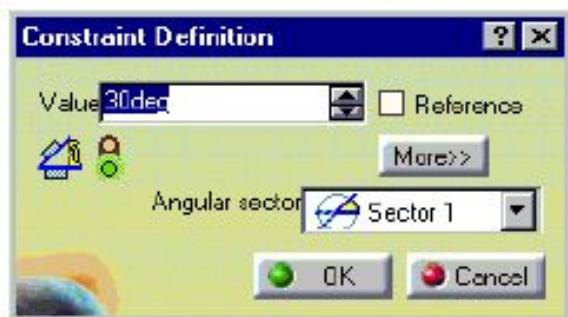 Constraint Definition ? ×
Value 30deg Reference
More>>
Angular sector Sector 1
OK Cancel